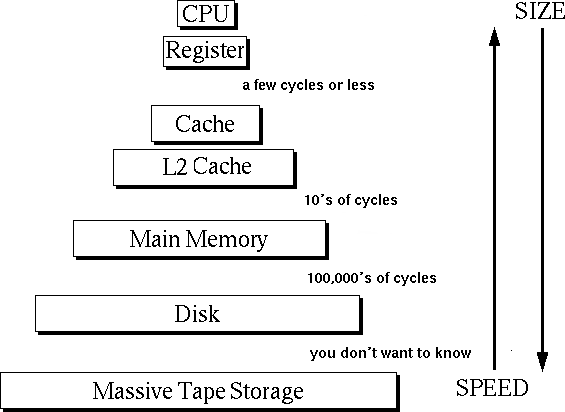 CPU
SIZE
Register
a few cycles or less
Cache
L2 Cache
10's of cycles
Main Memory
100,000's of cycles
Disk
you don't want to know
Massive Tape Storage
SPEED